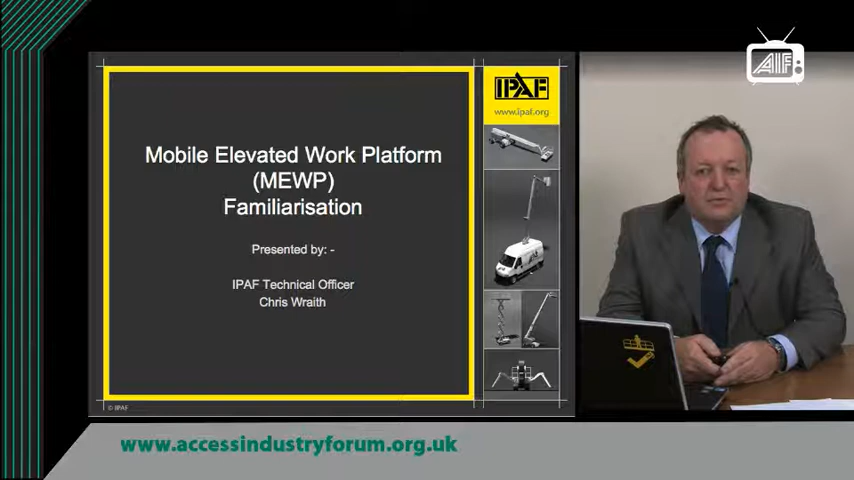 AIF
IPAF
www.ipaf.org
Mobile Elevated Work Platform
(MEWP)
Familiarisation
Presented by: -
IPAF Technical Officer
Chris Wraith
© IPAF
www.accessindustryforum.org.uk